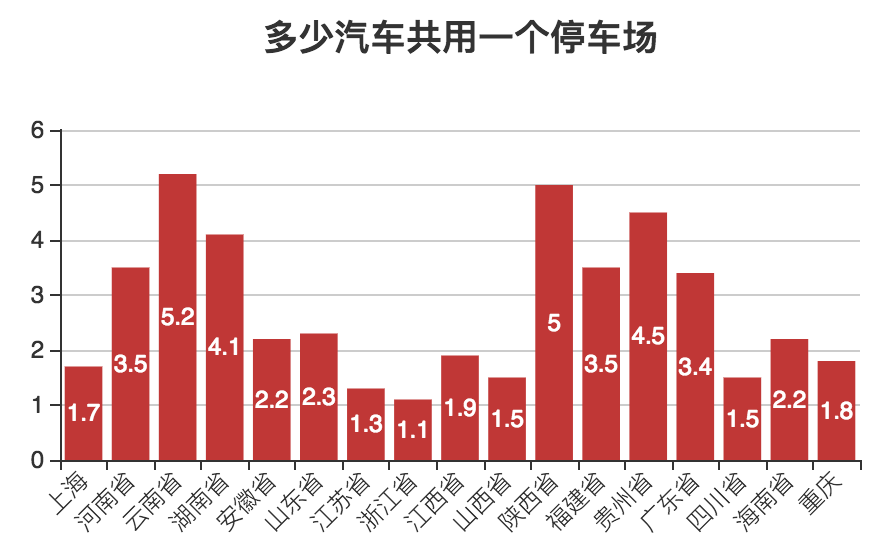 多少汽车共用一个停车场
6
5
4
3
2
1
0
1.7
3.5
5.2
4.1
2.2
2.3
1.3
1.1
1.9
1.5
5
3.5
4.5
3.4
1.5
2.2
1.8
上海
河南省
云南省
湖南省
安徽省
山东省
江苏省
浙江省
江西省
山西省
陕西省
福建省
贵州省
广东省
四川省
海南省
重庆